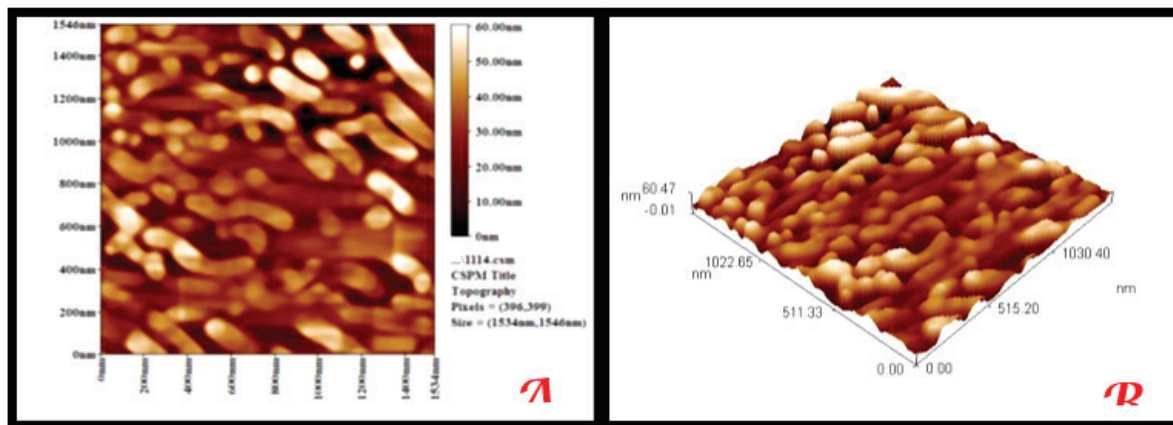 1546nm
1400nm
1200nm
1000nm
800nm
600nm
400nm
200nm
0nm
0nm
200nm
400nm
600nm
800nm
1000nm
1200nm
1400nm
1534nm
60.00nm
50.00nm
40.00nm
30.00nm
20.00nm
10.00nm
0nm
...\1114.csm
CSPM Title
Topography
Pixels = (396,399)
Size = (1534nm,1546nm)
A
nm 60.47
-0.01
1022.65
nm
511.33
0.00
0.00
515.20
1030.40
nm
B